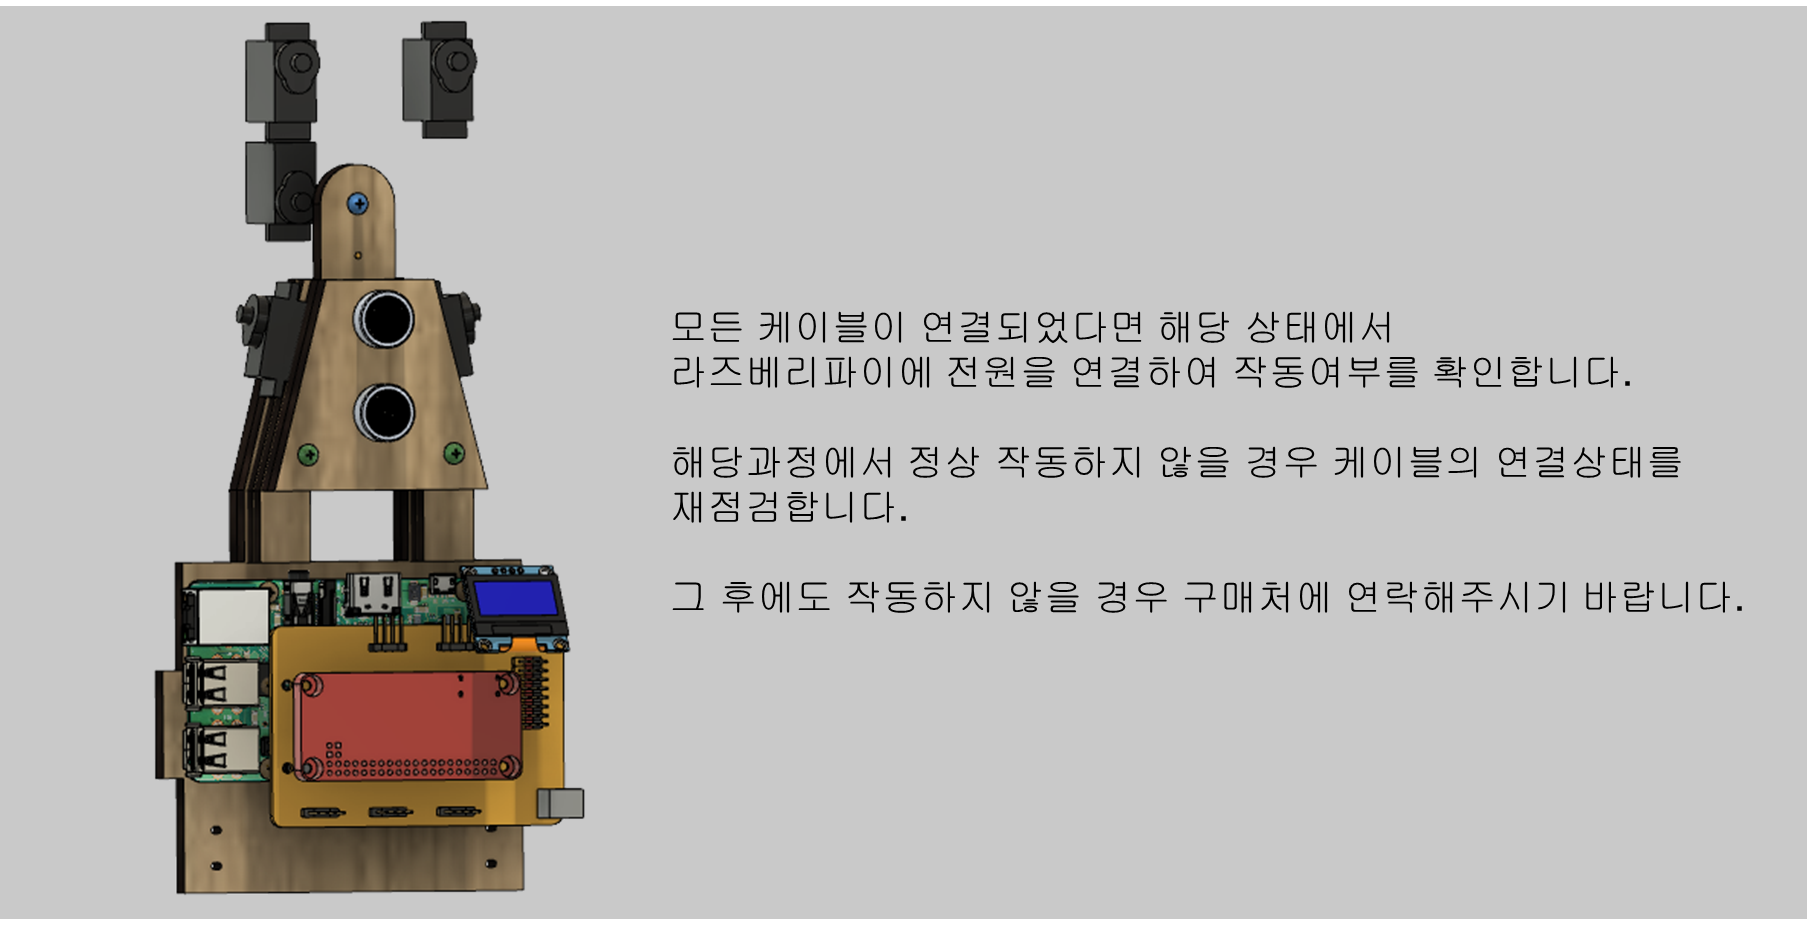 모든 케이블이 연결되었다면 해당 상태에서
라즈베리파이에 전원을 연결하여 작동여부를 확인합니다.
해당과정에서 정상 작동하지 않을 경우 케이블의 연결상태를
재점검합니다.
그 후에도 작동하지 않을 경우 구매처에 연락해주시기 바랍니다.